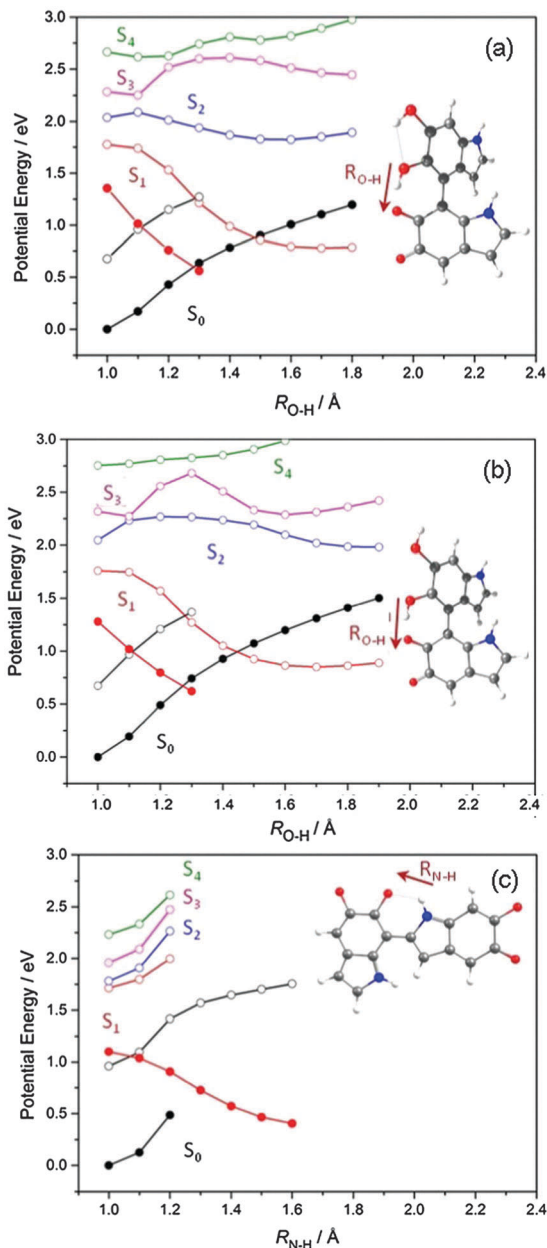 (a)
3.0
2.5
2.0
1.5
1.0
0.5
0.0
Potential Energy / eV
S4
S3
S2
S1
S0
RO-H
1.0 1.2 1.4 1.6 1.8 2.0 2.2 2.4
RO-H / Å
(b)
3.0
2.5
2.0
1.5
1.0
0.5
0.0
Potential Energy / eV
S4
S3
S2
S1
S0
RO-H
1.0 1.2 1.4 1.6 1.8 2.0 2.2 2.4
RO-H / Å
(c)
3.0
2.5
2.0
1.5
1.0
0.5
0.0
Potential Energy / eV
RN-H
S4
S3
S2
S1
S0
1.0 1.2 1.4 1.6 1.8 2.0 2.2 2.4
RN-H / Å